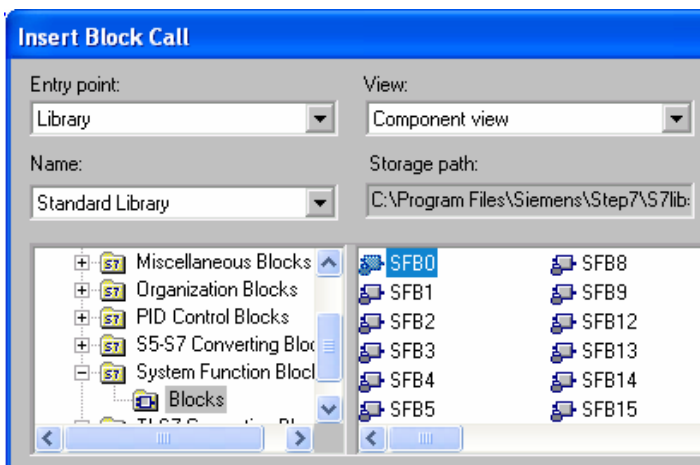 Insert Block Call
Entry point:
View:
Library
Component view
Name:
Storage path:
Standard Library
C:\Program Files\Siemens\Step7\S7libs
Miscellaneous Blocks
Organization Blocks
PID Control Blocks
S5-S7 Converting Bloc
System Function Bloc
Blocks
SFB0
SFB8
SFB1
SFB9
SFB2
SFB12
SFB3
SFB13
SFB4
SFB14
SFB5
SFB15